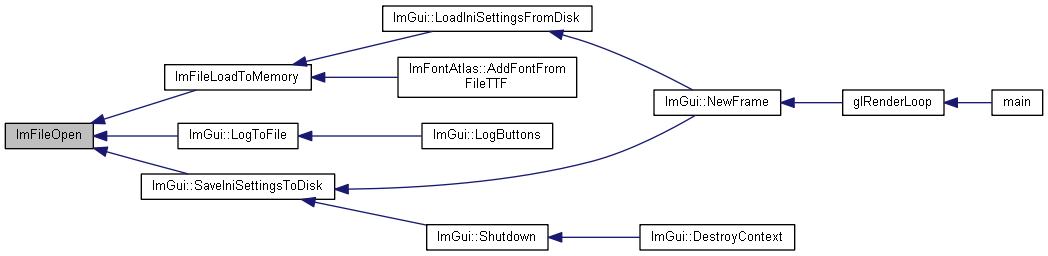 ImGui::LoadIniSettingsFromDisk
ImFileLoadToMemory
ImFontAtlas::AddFontFrom
FileTTF
ImGui::NewFrame
glRenderLoop
main
ImFileOpen
ImGui::LogToFile
ImGui::LogButtons
ImGui::SaveIniSettingsToDisk
ImGui::Shutdown
ImGui::DestroyContext